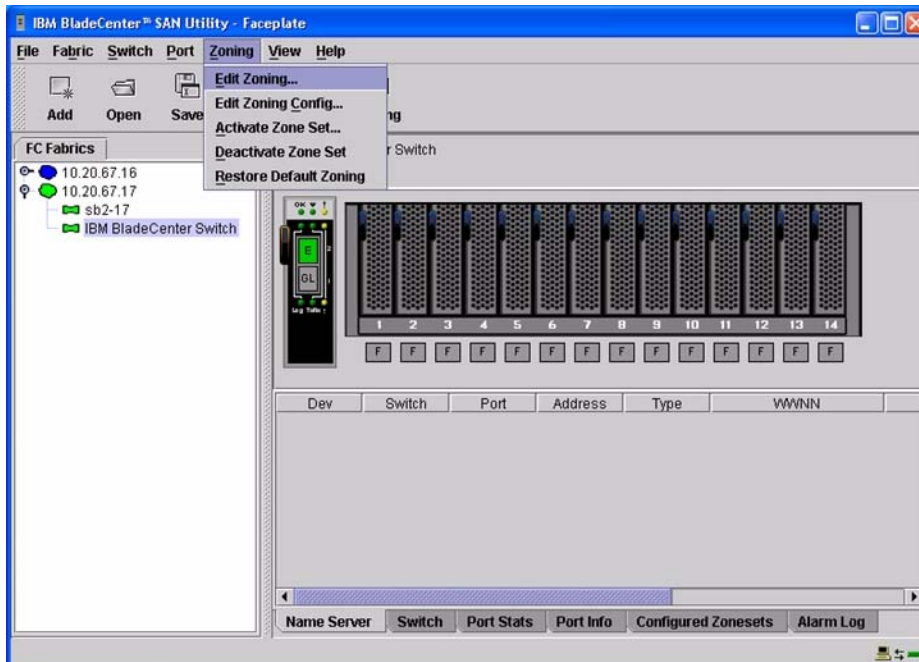 IBM BladeCenter™ SAN Utility - Faceplate
File Fabric Switch Port Zoning View Help
Edit Zoning...
Edit Zoning Config...
Activate Zone Set...
Deactivate Zone Set
Restore Default Zoning
Add Open Save ng
FC Fabrics
r Switch
10.20.67.16
10.20.67.17
sb2-17
IBM BladeCenter Switch
OK !
E
GL
1 2 3 4 5 6 7 8 9 10 11 12 13 14
F F F F F F F F F F F F F F
Dev Switch Port Address Type WWNN
Name Server Switch Port Stats Port Info Configured Zonesets Alarm Log